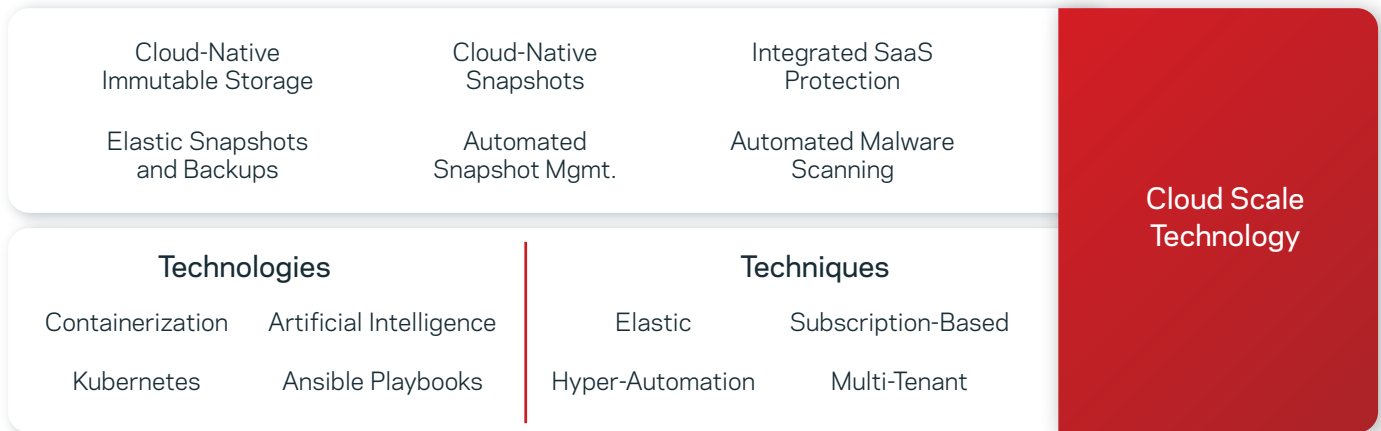 Cloud-Native
Immutable Storage
Cloud-Native
Snapshots
Integrated SaaS
Protection
Elastic Snapshots
and Backups
Automated
Snapshot Mgmt.
Automated Malware
Scanning
Cloud Scale
Technology
Technologies
Containerization
Artificial Intelligence
Kubernetes
Ansible Playbooks
Techniques
Elastic
Subscription-Based
Hyper-Automation
Multi-Tenant